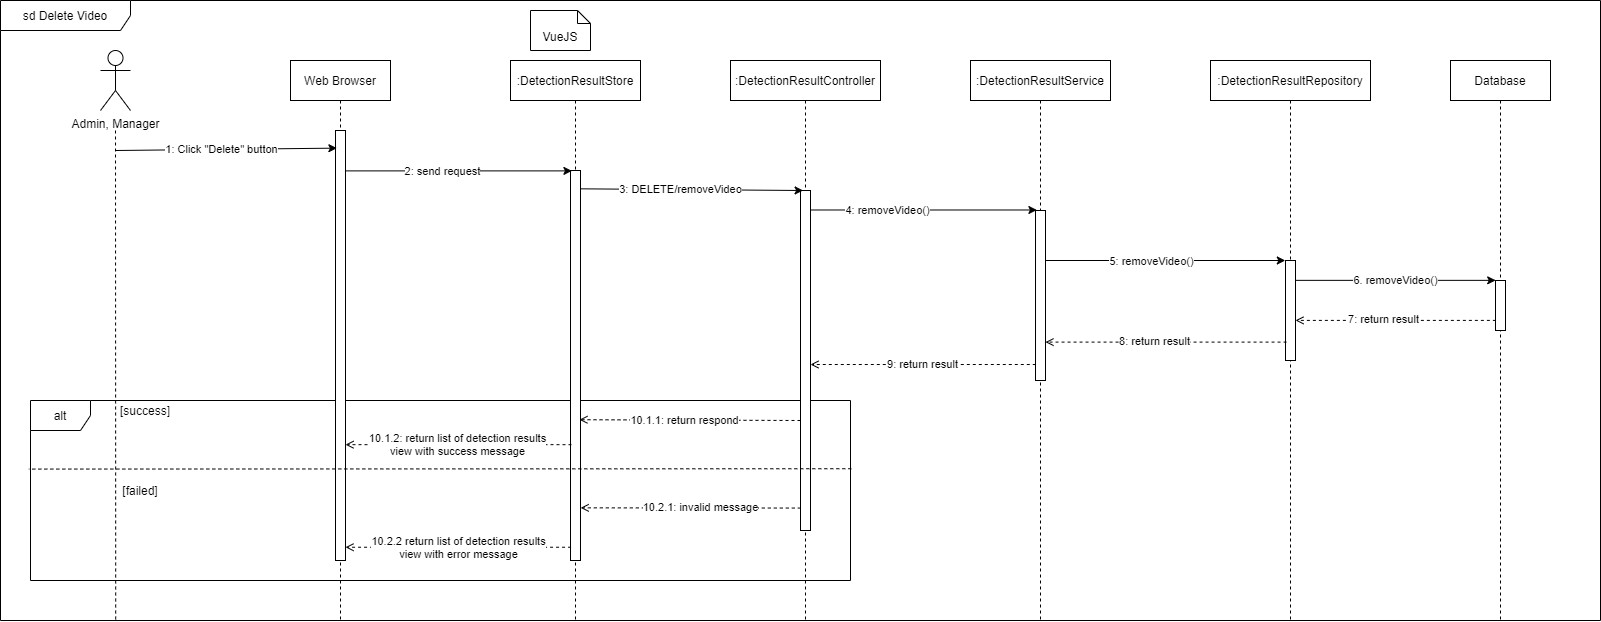 sd Delete Video
VueJS
Web Browser
:DetectionResultStore
:DetectionResultController
:DetectionResultService
:DetectionResultRepository
Database
Admin, Manager
1: Click "Delete" button
2: send request
3: DELETE/removeVideo
4: removeVideo()
5: removeVideo()
6. removeVideo()
7: return result
8: return result
9: return result
alt
[success]
10.1.1: return respond
10.1.2: return list of detection results
view with success message
[failed]
10.2.1: invalid message
10.2.2 return list of detection results
view with error message